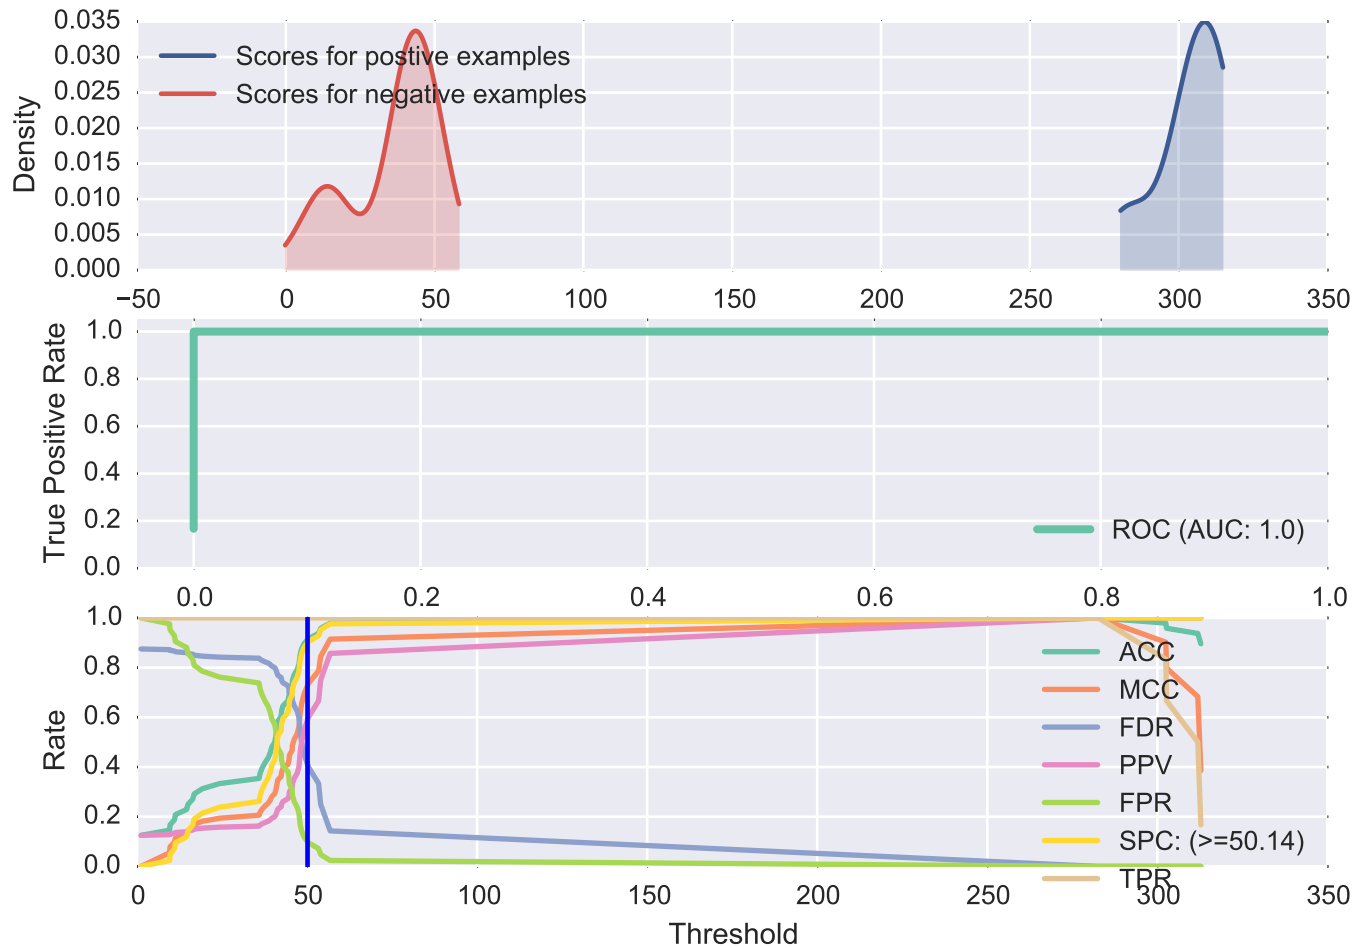 0.035
0.030
0.025
0.020
0.015
0.010
0.005
0.000
Density
Scores for postive examples
Scores for negative examples
−50 0 50 100 150 200 250 300 350
1.0
0.8
0.6
0.4
0.2
0.0
True Positive Rate
ROC (AUC: 1.0)
0.0 0.2 0.4 0.6 0.8 1.0
1.0
0.8
0.6
0.4
0.2
0.0
Rate
ACC
MCC
FDR
PPV
FPR
SPC: (>=50.14)
TPR
0 50 100 150 200 250 300 350
Threshold